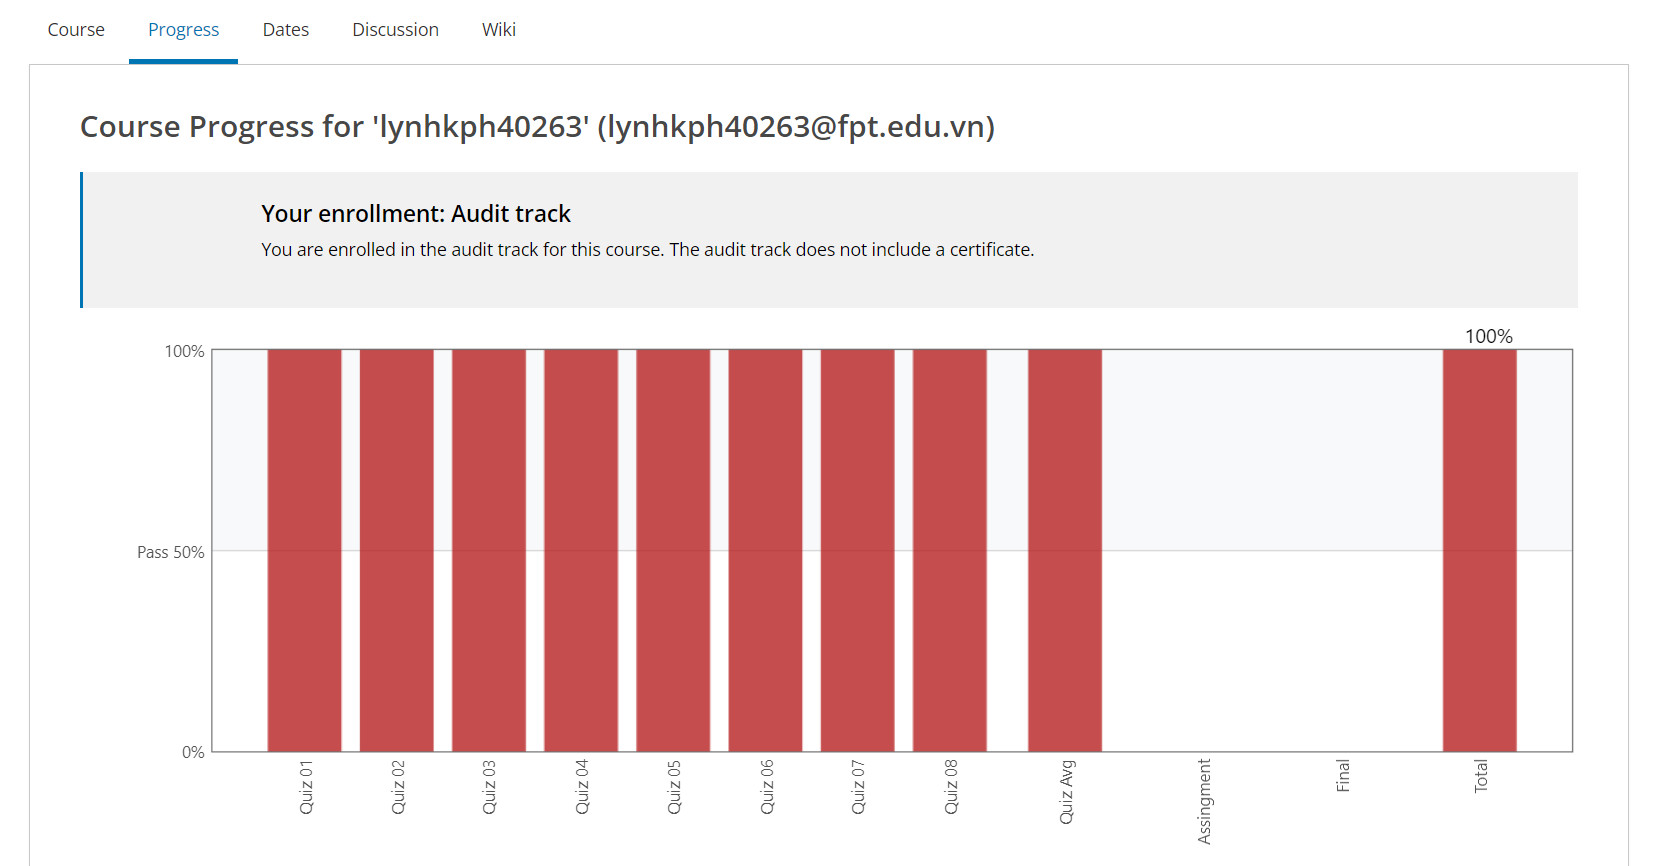 Course Progress Dates Discussion Wiki
Course Progress for 'lynhkph40263' (lynhkph40263@fpt.edu.vn)
Your enrollment: Audit track
You are enrolled in the audit track for this course. The audit track does not include a certificate.
100%
100%
Pass 50%
0%
Quiz 01
Quiz 02
Quiz 03
Quiz 04
Quiz 05
Quiz 06
Quiz 07
Quiz 08
Quiz Avg
Assingment
Final
Total